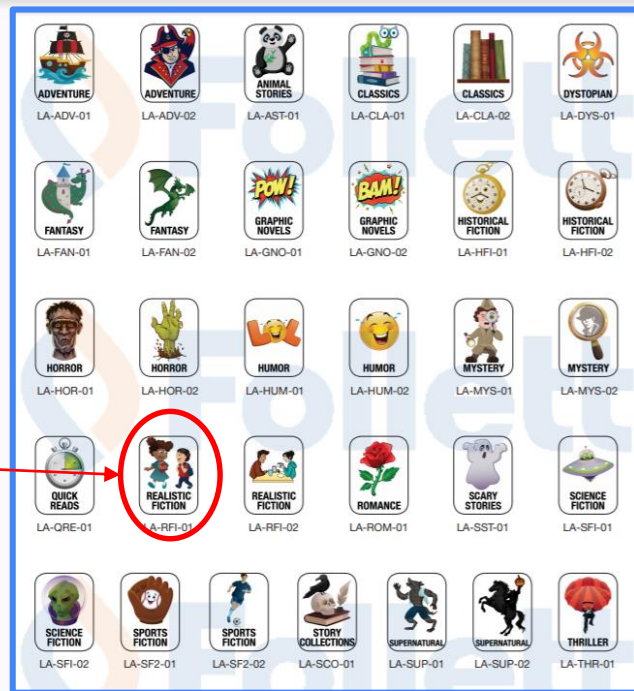 Follett
ADVENTURE
ADVENTURE
ANIMAL
STORIES
CLASSICS
CLASSICS
DYSTOPIAN
LA-ADV-01
LA-ADV-02
LA-AST-01
LA-CLA-01
LA-CLA-02
LA-DYS-01
FANTASY
FANTASY
POW!
GRAPHIC
NOVELS
BAM!
GRAPHIC
NOVELS
HISTORICAL
FICTION
HISTORICAL
FICTION
LA-FAN-01
LA-FAN-02
LA-GNO-01
LA-GNO-02
LA-HFI-01
LA-HFI-02
Follett
HORROR
HORROR
LOL
HUMOR
HUMOR
MYSTERY
MYSTERY
LA-HOR-01
LA-HOR-02
LA-HUM-01
LA-HUM-02
LA-MYS-01
LA-MYS-02
QUICK
READS
REALISTIC
FICTION
REALISTIC
FICTION
ROMANCE
SCARY
STORIES
SCIENCE
FICTION
LA-QRE-01
LA-RFI-01
LA-RFI-02
LA-ROM-01
LA-SST-01
LA-SFI-01
SCIENCE
FICTION
SPORTS
FICTION
SPORTS
FICTION
STORY
COLLECTIONS
SUPERNATURAL
SUPERNATURAL
THRILLER
LA-SFI-02
LA-SF2-01
LA-SF2-02
LA-SCO-01
LA-SUP-01
LA-SUP-02
LA-THR-01
Follett